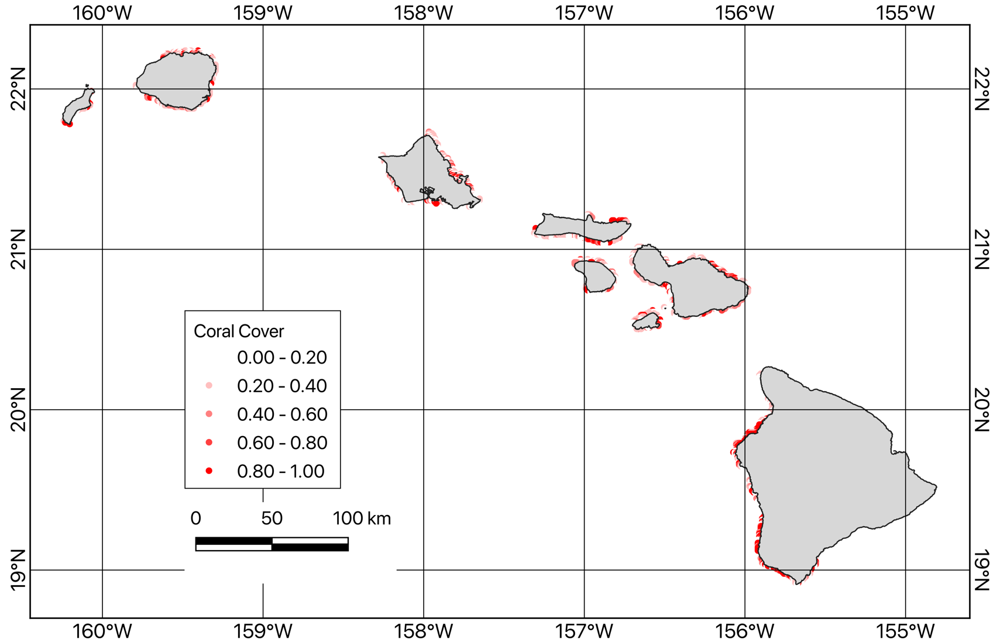 160°W 159°W 158°W 157°W 156°W 155°W
22°N 22°N
21°N 21°N
20°N 20°N
19°N 19°N
Coral Cover
0.00 - 0.20
0.20 - 0.40
0.40 - 0.60
0.60 - 0.80
0.80 - 1.00
0 50 100 km
160°W 159°W 158°W 157°W 156°W 155°W